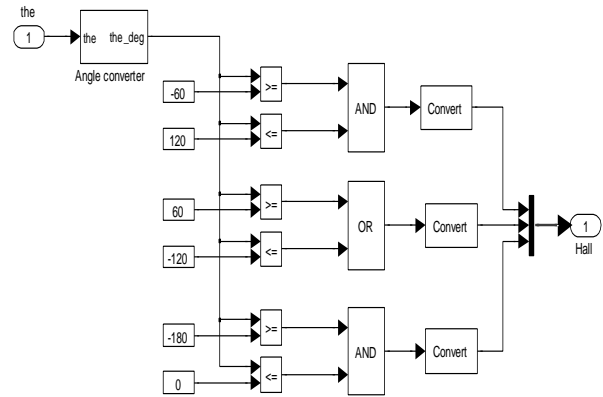 the
1
the the_deg
Angle converter
-60
>=
120
<=
AND
Convert
60
>=
-120
<=
OR
Convert
1
Hall
-180
>=
0
<=
AND
Convert